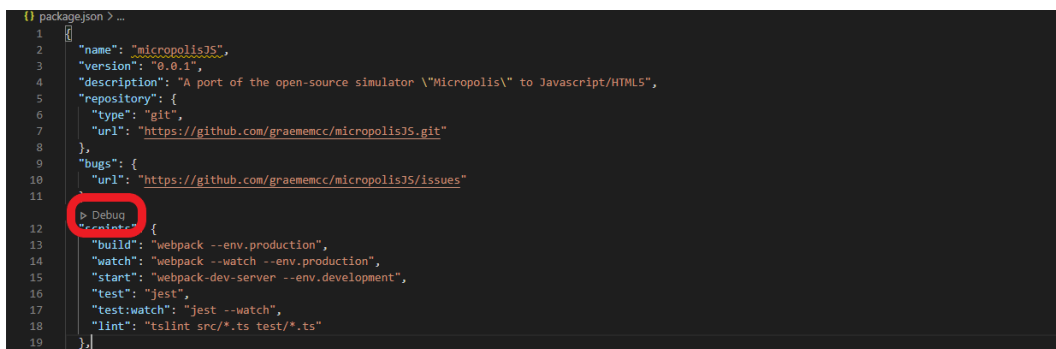 {} package.json > ...
1 {
2 "name": "micropolisJS",
3 "version": "0.0.1",
4 "description": "A port of the open-source simulator \"Micropolis\" to Javascript/HTML5",
5 "repository": {
6 "type": "git",
7 "url": "https://github.com/graememcc/micropolisJS.git"
8 },
9 "bugs": {
10 "url": "https://github.com/graememcc/micropolisJS/issues"
11
▷ Debug
12 "scripts": {
13 "build": "webpack --env.production",
14 "watch": "webpack --watch --env.production",
15 "start": "webpack-dev-server --env.development",
16 "test": "jest",
17 "test:watch": "jest --watch",
18 "lint": "tslint src/*.ts test/*.ts"
19 },